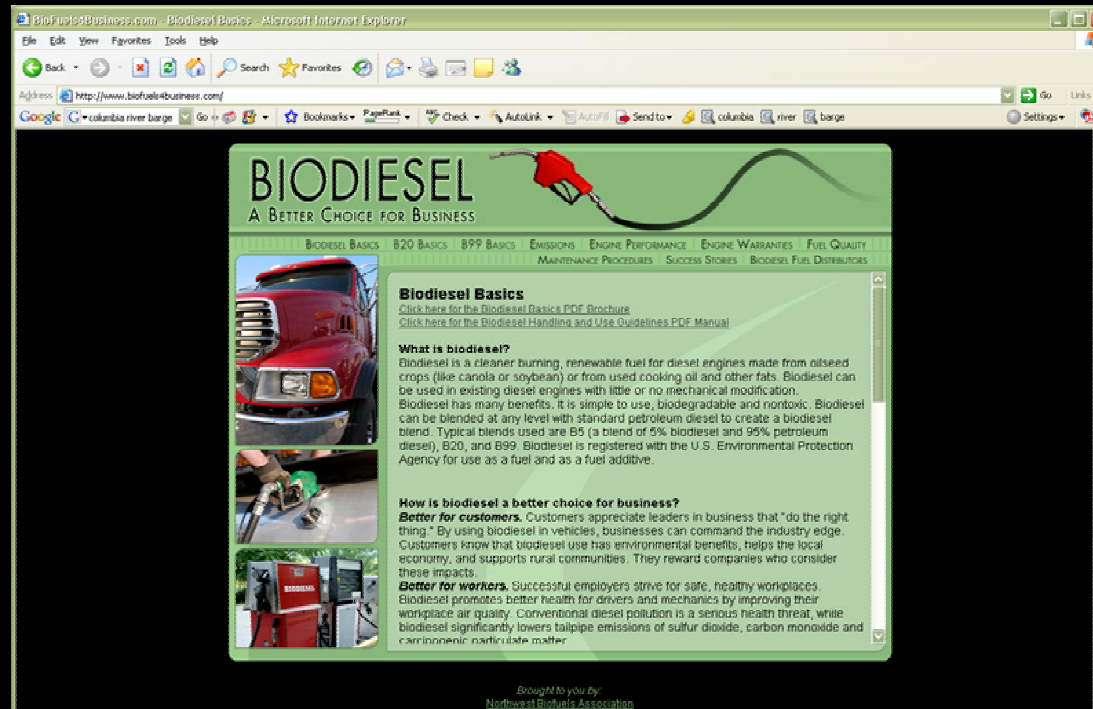 BioFuels4Business.com - Biodiesel Basics - Microsoft Internet Explorer
File Edit View Favorites Tools Help
Back Search Favorites
Address http://www.biofuels4business.com/ Go Links
Google columbia river barge Go Bookmarks PageRank Check AutoLink AutoFill Send to columbia river barge Settings
BIODIESEL
A BETTER CHOICE FOR BUSINESS
BIODIESEL BASICS B20 BASICS B99 BASICS EMISSIONS ENGINE PERFORMANCE ENGINE WARRANTIES FUEL QUALITY
MAINTENANCE PROCEDURES SUCCESS STORIES BIODIESEL FUEL DISTRIBUTORS
Biodiesel Basics
Click here for the Biodiesel Basics PDF Brochure
Click here for the Biodiesel Handling and Use Guidelines PDF Manual
What is biodiesel?
Biodiesel is a cleaner burning, renewable fuel for diesel engines made from oilseed
crops (like canola or soybean) or from used cooking oil and other fats. Biodiesel can
be used in existing diesel engines with little or no mechanical modification.
Biodiesel has many benefits. It is simple to use, biodegradable and nontoxic. Biodiesel
can be blended at any level with standard petroleum diesel to create a biodiesel
blend. Typical blends used are B5 (a blend of 5% biodiesel and 95% petroleum
diesel), B20, and B99. Biodiesel is registered with the U.S. Environmental Protection
Agency for use as a fuel and as a fuel additive.
How is biodiesel a better choice for business?
Better for customers. Customers appreciate leaders in business that "do the right
thing." By using biodiesel in vehicles, businesses can command the industry edge.
Customers know that biodiesel use has environmental benefits, helps the local
economy, and supports rural communities. They reward companies who consider
these impacts.
Better for workers. Successful employers strive for safe, healthy workplaces.
Biodiesel promotes better health for drivers and mechanics by improving their
workplace air quality. Conventional diesel pollution is a serious health threat, while
biodiesel significantly lowers tailpipe emissions of sulfur dioxide, carbon monoxide and
carcinogenic particulate matter
BIODIESEL
Brought to you by:
Northwest Biofuels Association